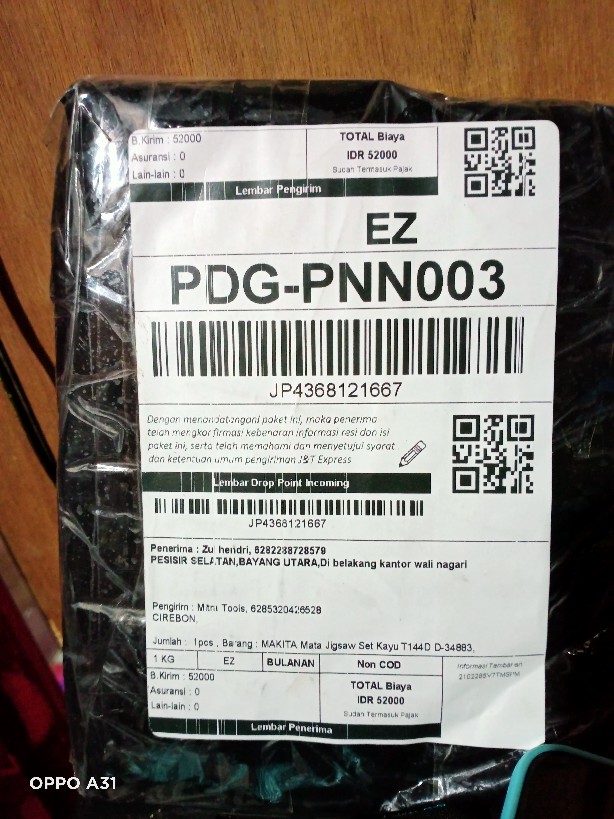 B.Kirim : 52000
Asuransi : 0
Lain-lain : 0
TOTAL Biaya
IDR 52000
Sudah Termasuk Pajak
Lembar Pengirim
EZ
PDG-PNN003
JP4368121667
Dengan menandatangani paket ini, maka penerima
telah mengkonfirmasi kebenaran informasi resi dan isi
paket ini, serta telah memahami dan menyetujui syarat
dan ketentuan umum pengiriman J&T Express
Lembar Drop Point Incoming
JP4368121667
Penerima : Zul hendri, 6282288728579
PESISIR SELATAN,BAYANG UTARA,Di belakang kantor wali nagari
Pengirim : Mitra Tools, 6285320426528
CIREBON,
Jumlah : 1pcs , Barang : MAKITA Mata Jigsaw Set Kayu T144D D-34883,
1 KG
EZ
BULANAN
Non COD
Informasi Tambahan
B.Kirim : 52000
Asuransi : 0
Lain-lain : 0
TOTAL Biaya
IDR 52000
Sudah Termasuk Pajak
Lembar Penerima
OPPO A31